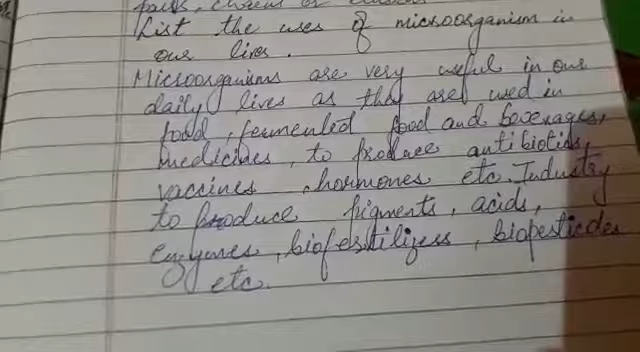 List the uses of microorganism in
our lives.
Microorganisms are very useful in our
daily lives as they are used in
food, fermented food and beverages,
medicines, to produce antibiotics,
vaccines, hormones etc. Industry
to produce pigments, acids,
enzymes, biofertilizers, biopesticides
etc.